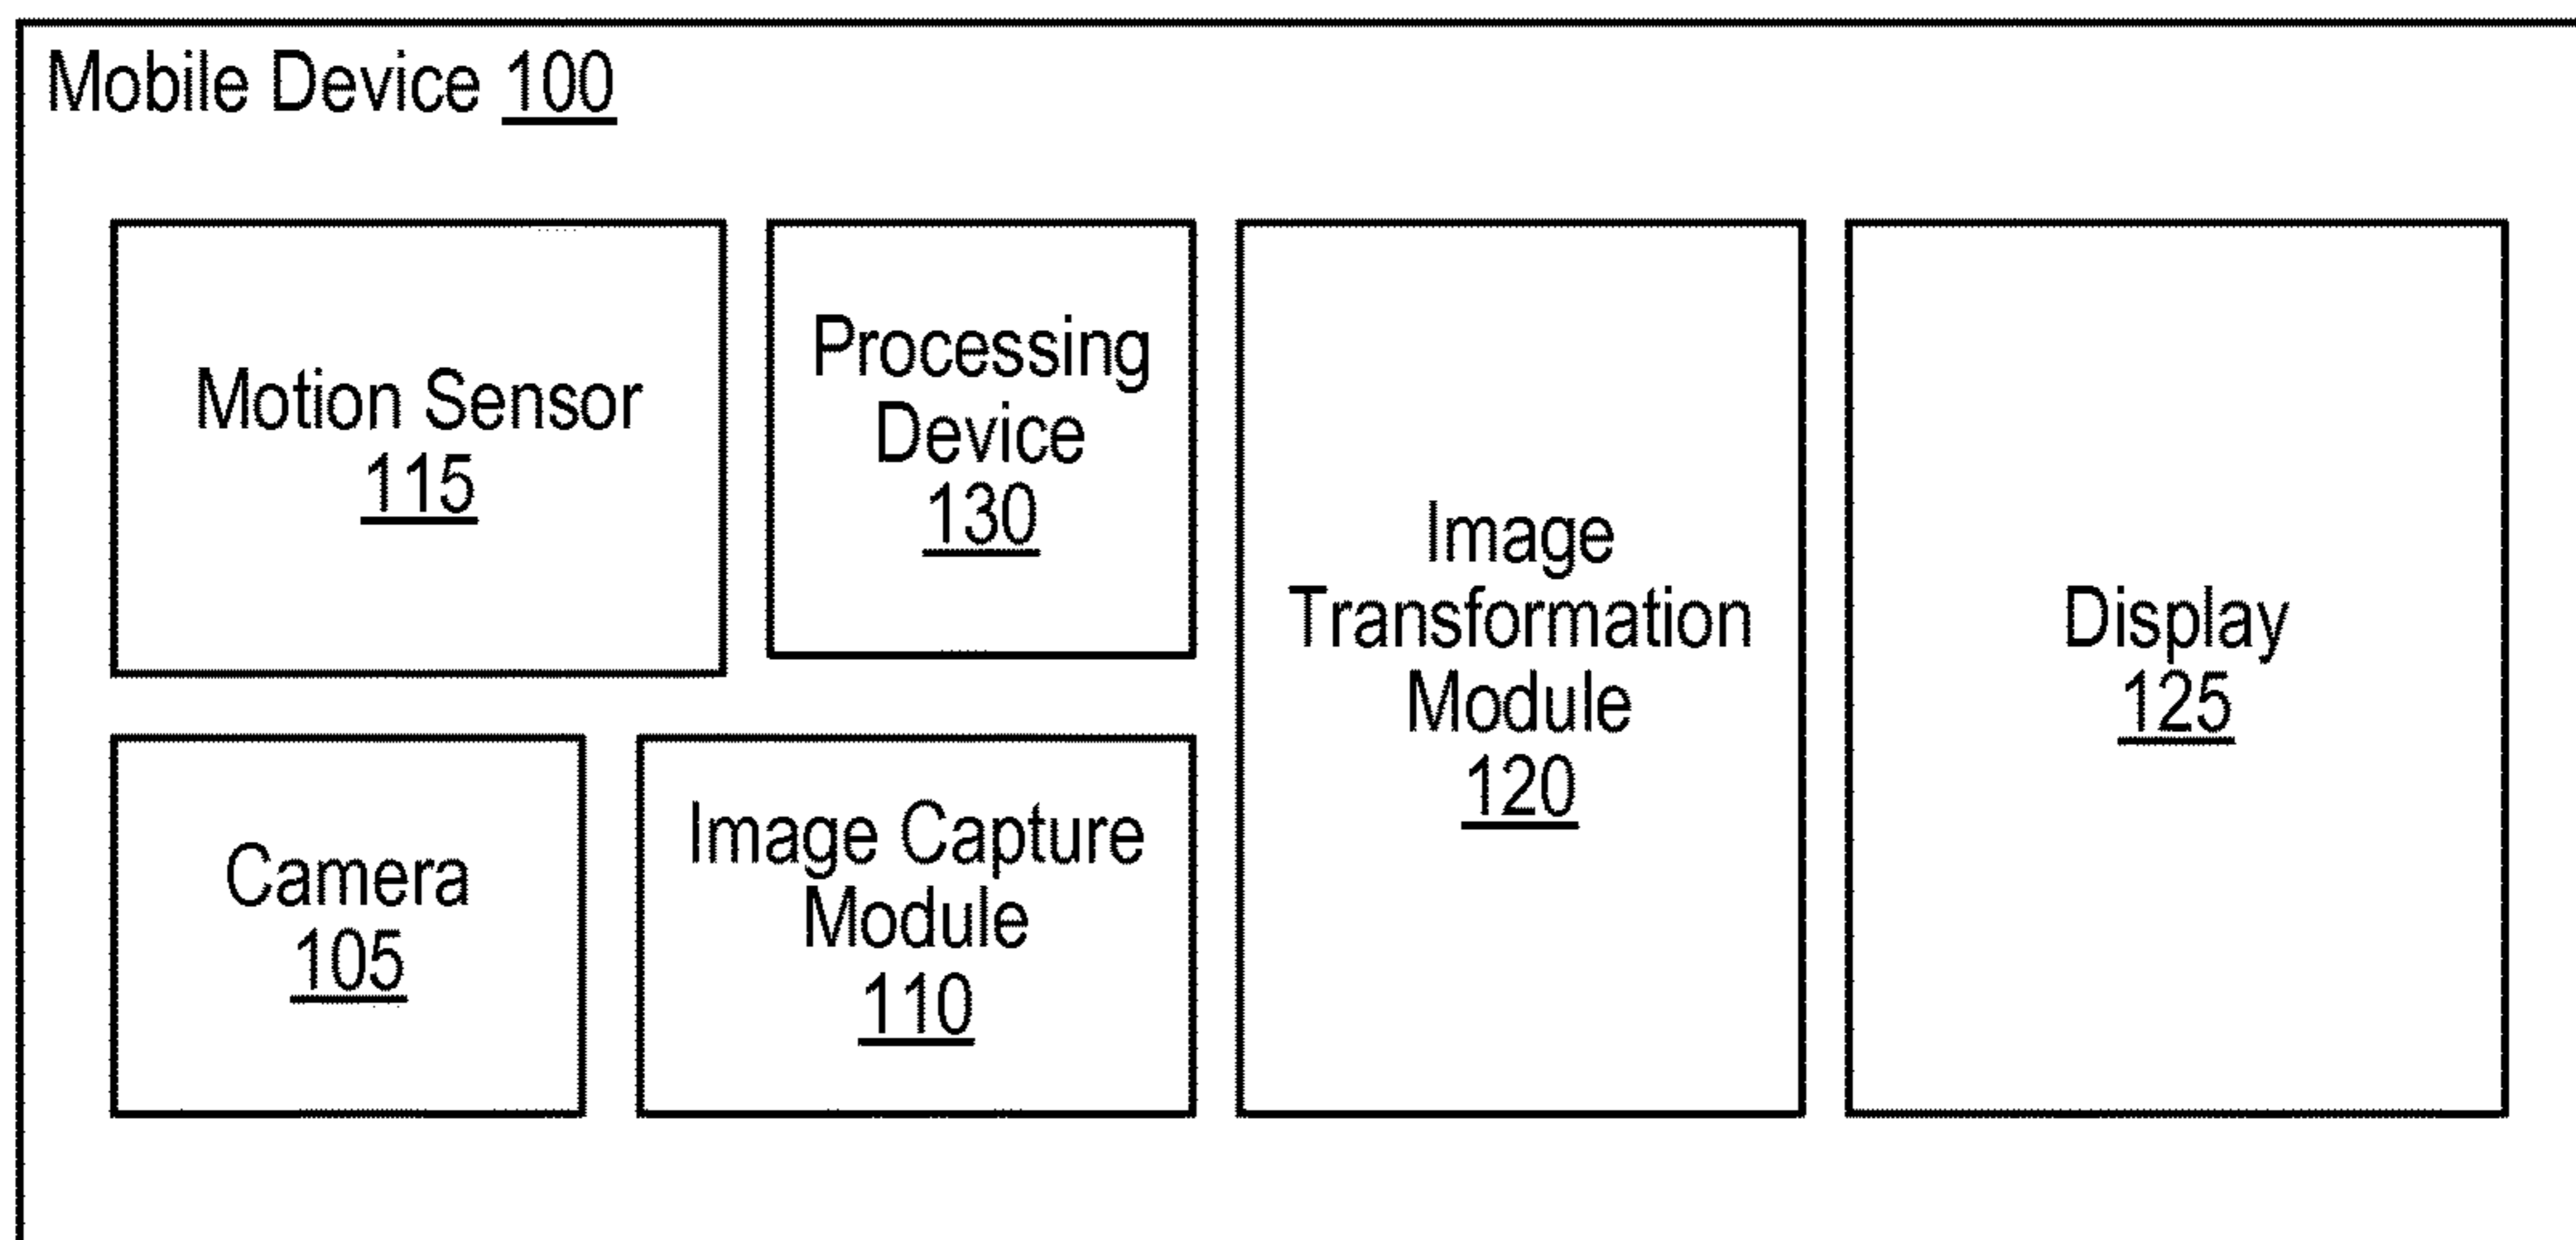 Mobile Device 100
Motion Sensor
115
Processing
Device
130
Image
Transformation
Module
120
Display
125
Camera
105
Image Capture
Module
110